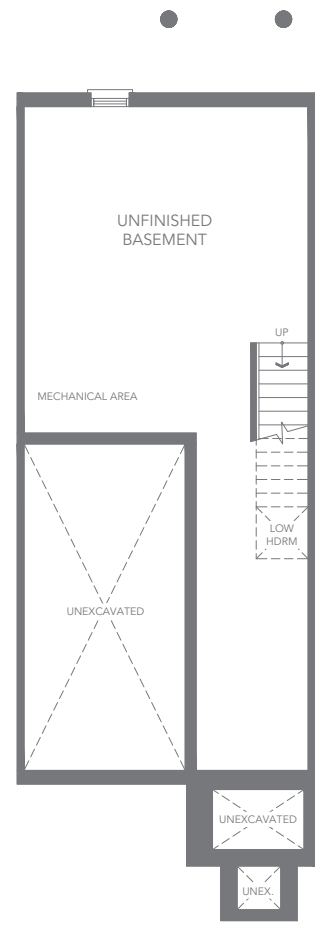 UNFINISHED
BASEMENT
UP
MECHANICAL AREA
LOW
HDRM
UNEXCAVATED
UNEXCAVATED
UNEX.